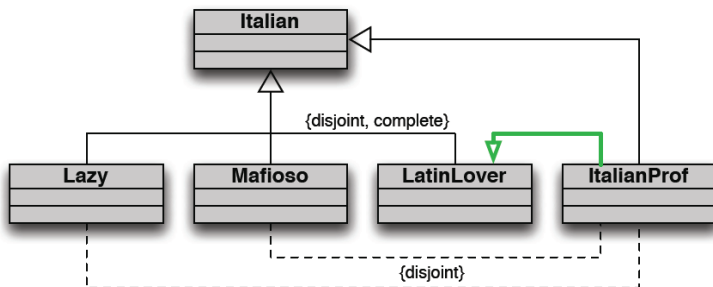 Italian
{disjoint, complete}
Lazy
Mafioso
LatinLover
ItalianProf
{disjoint}